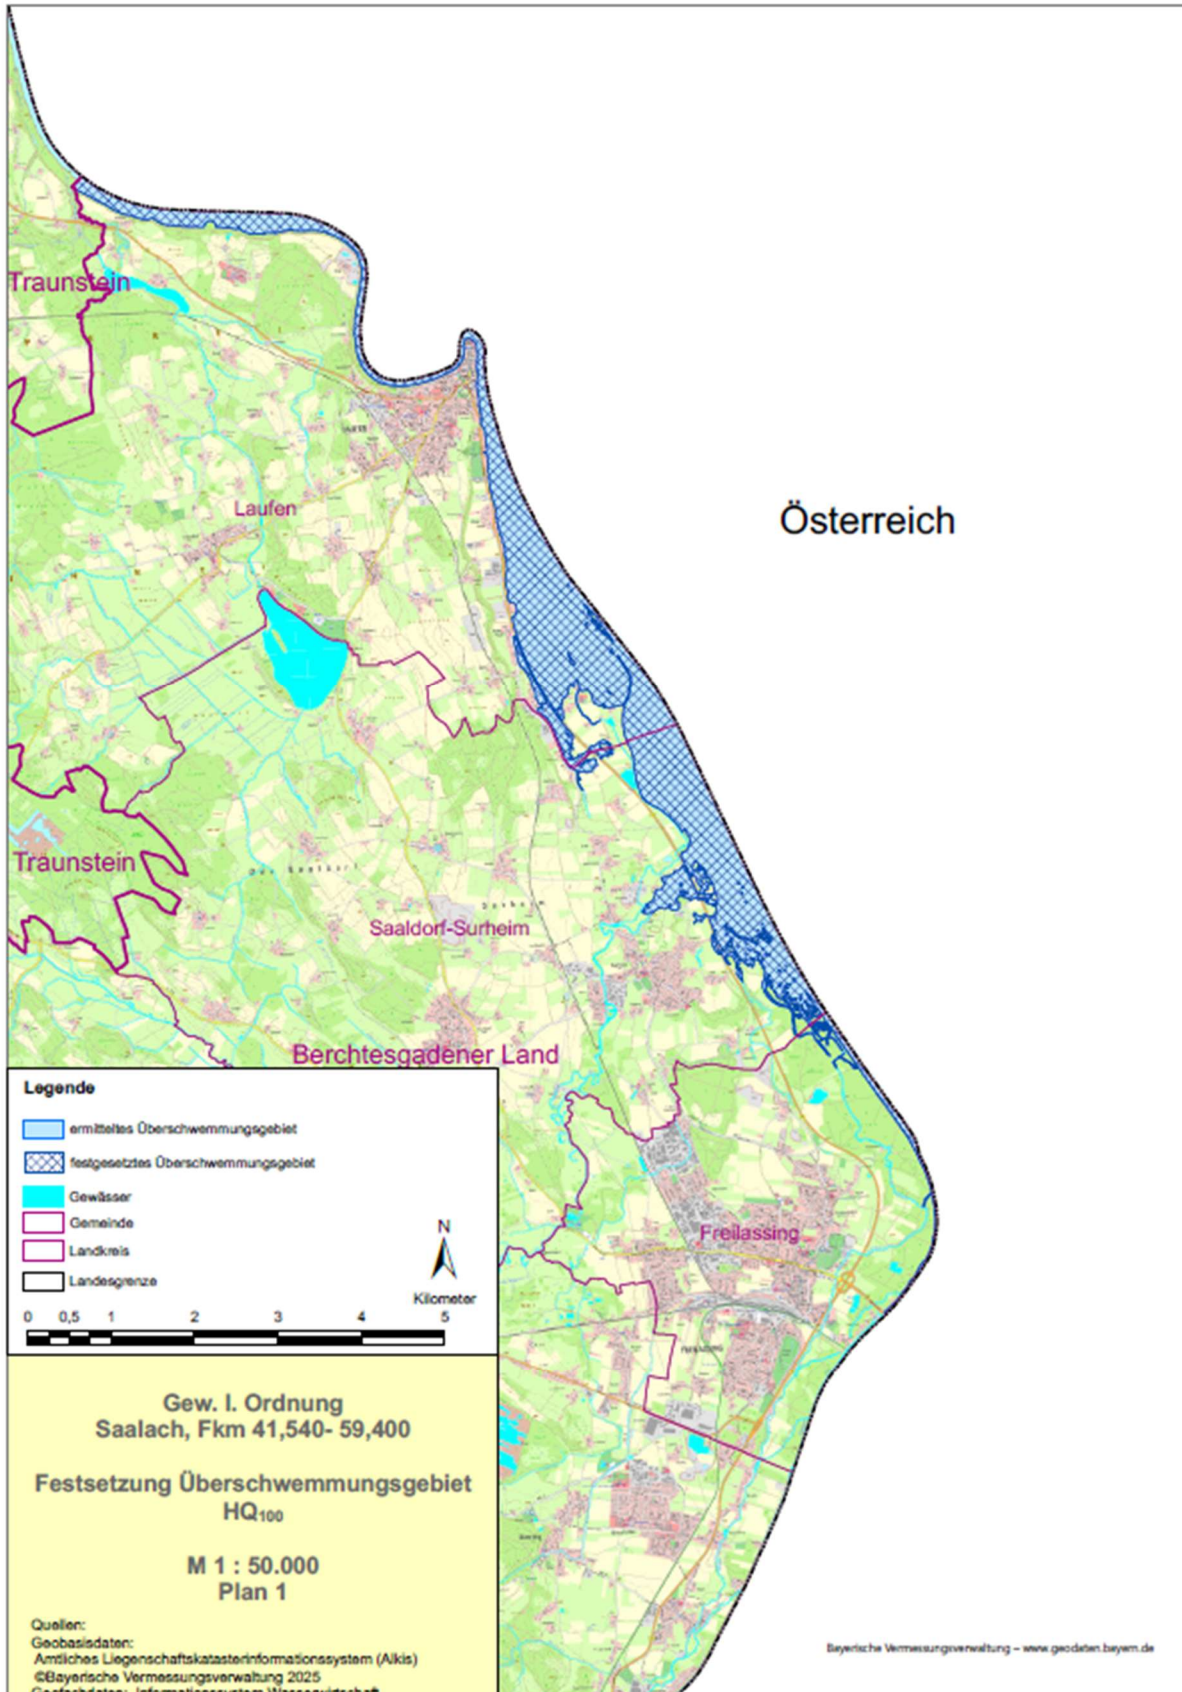 Traunstein
Laufen
Österreich
Traunstein
Saaldorf-Surheim
Berchtesgadener Land
Freilassing
Legende
ermitteltes Überschwemmungsgebiet
festgesetztes Überschwemmungsgebiet
Gewässer
Gemeinde
Landkreis
Landesgrenze
N
Kilometer
0 0,5 1 2 3 4 5
Gew. I. Ordnung
Saalach, Fkm 41,540- 59,400
Festsetzung Überschwemmungsgebiet
HQ100
M 1 : 50.000
Plan 1
Quellen:
Geobasisdaten:
Amtliches Liegenschaftskatasterinformationssystem (Alkis)
©Bayerische Vermessungsverwaltung 2025
Bayerische Vermessungsverwaltung – www.geodaten.bayern.de